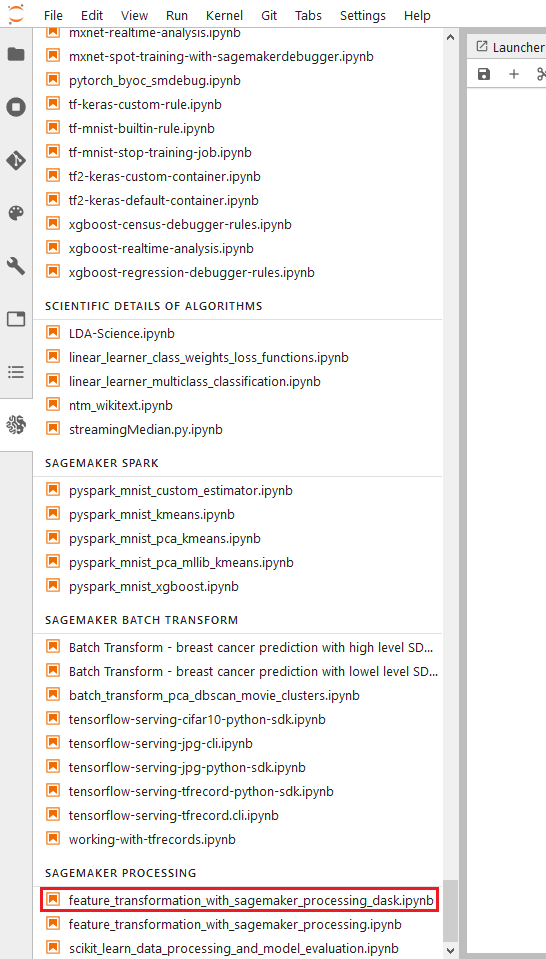 File Edit View Run Kernel Git Tabs Settings Help
mxnet-realtime-analysis.ipynb
Launcher
mxnet-spot-training-with-sagemakerdebugger.ipynb
pytorch_byoc_smdebug.ipynb
tf-keras-custom-rule.ipynb
tf-mnist-builtin-rule.ipynb
tf-mnist-stop-training-job.ipynb
tf2-keras-custom-container.ipynb
tf2-keras-default-container.ipynb
xgboost-census-debugger-rules.ipynb
xgboost-realtime-analysis.ipynb
xgboost-regression-debugger-rules.ipynb
SCIENTIFIC DETAILS OF ALGORITHMS
LDA-Science.ipynb
linear_learner_class_weights_loss_functions.ipynb
linear_learner_multiclass_classification.ipynb
ntm_wikitext.ipynb
streamingMedian.py.ipynb
SAGEMAKER SPARK
pyspark_mnist_custom_estimator.ipynb
pyspark_mnist_kmeans.ipynb
pyspark_mnist_pca_kmeans.ipynb
pyspark_mnist_pca_mllib_kmeans.ipynb
pyspark_mnist_xgboost.ipynb
SAGEMAKER BATCH TRANSFORM
Batch Transform - breast cancer prediction with high level SD...
Batch Transform - breast cancer prediction with lowel level SD...
batch_transform_pca_dbscan_movie_clusters.ipynb
tensorflow-serving-cifar10-python-sdk.ipynb
tensorflow-serving-jpg-cli.ipynb
tensorflow-serving-jpg-python-sdk.ipynb
tensorflow-serving-tfrecord-python-sdk.ipynb
tensorflow-serving-tfrecord.cli.ipynb
working-with-tfrecords.ipynb
SAGEMAKER PROCESSING
feature_transformation_with_sagemaker_processing_dask.ipynb
feature_transformation_with_sagemaker_processing.ipynb
scikit_learn_data_processing_and_model_evaluation.ipynb